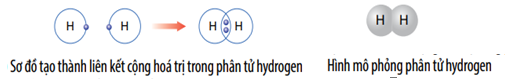 H H H H H H
Sơ đồ tạo thành liên kết cộng hoá trị trong phân tử hydrogen Hình mô phỏng phân tử hydrogen